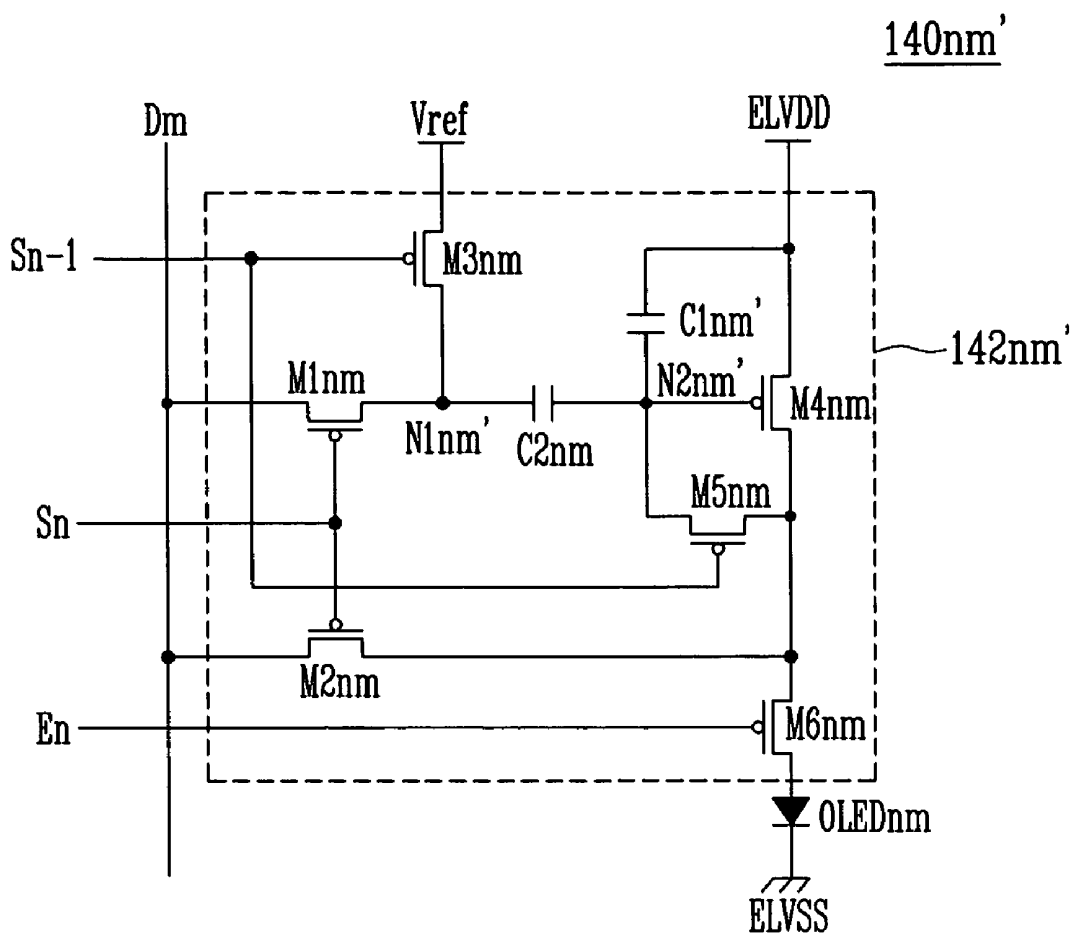 140nm'
Dm
Vref
ELVDD
Sn-1
M3nm
C1nm'
142nm'
M1nm
N2nm'
M4nm
N1nm'
C2nm
M5nm
Sn
M2nm
En
M6nm
OLEDnm
ELVSS